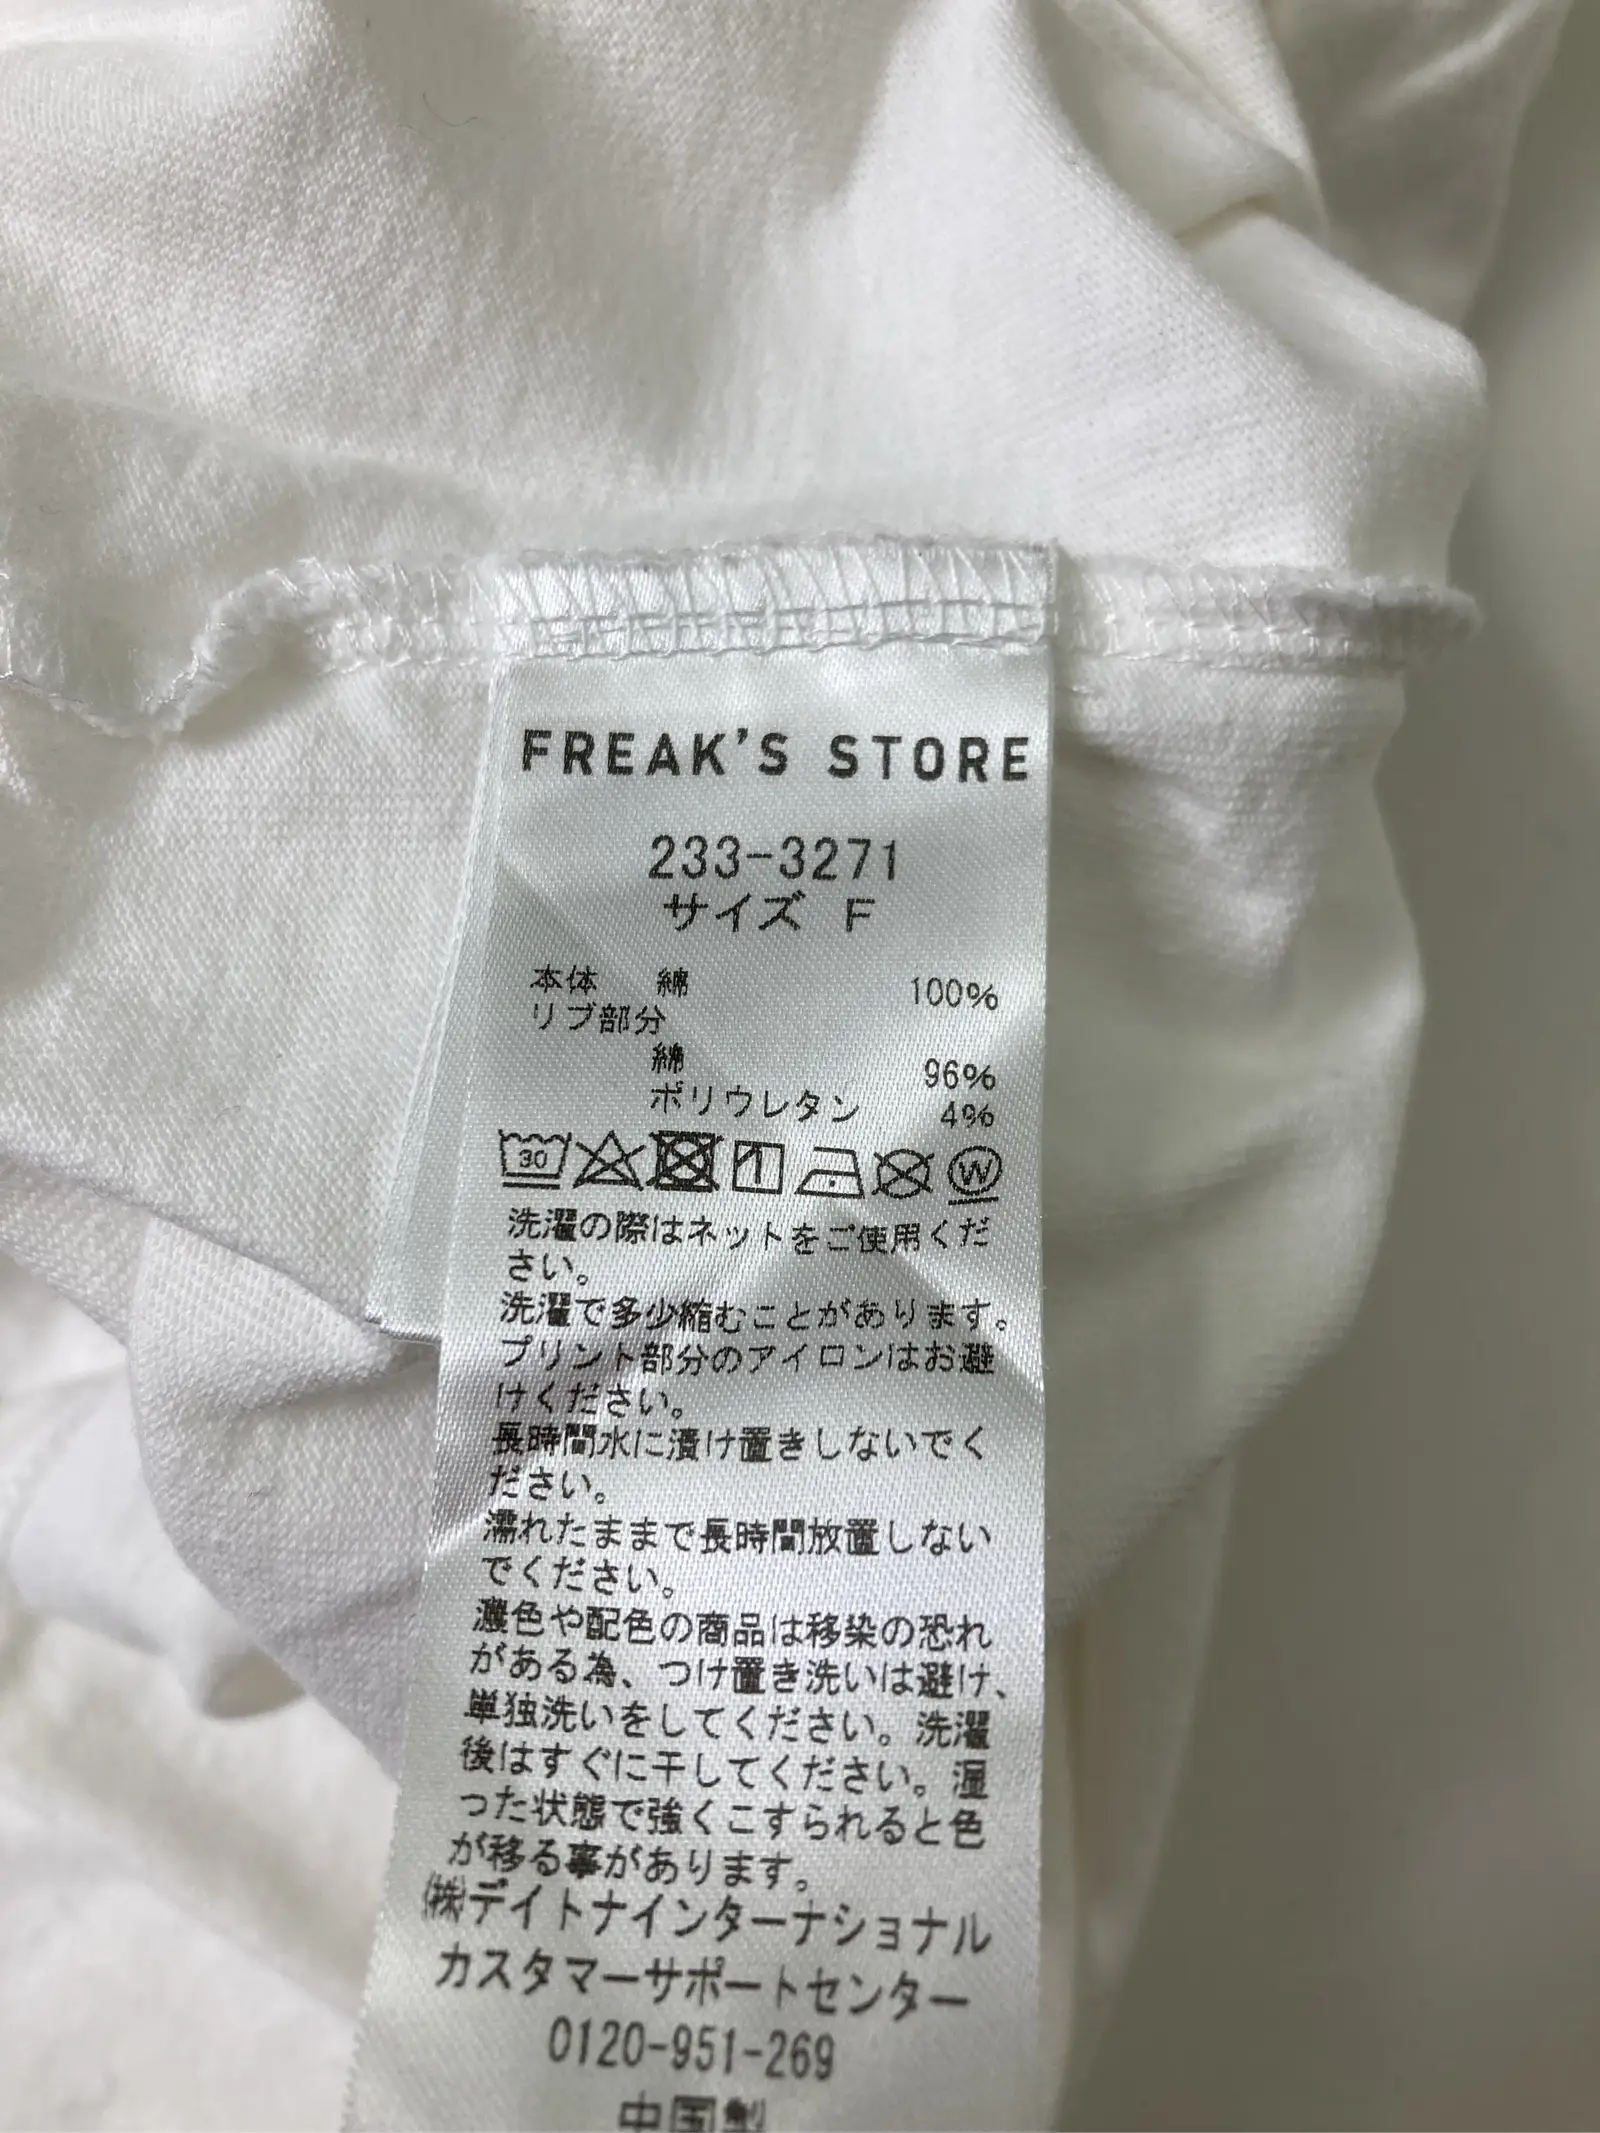 FREAK'S STORE
233-3271
サイズ F
本体 綿 100%
リブ部分
綿 96%
ポリウレタン 4%
30
W
洗濯の際はネットをご使用くだ
さい。
洗濯で多少縮むことがあります。
プリント部分のアイロンはお避
けください。
長時間水に漬け置きしないでく
ださい。
濡れたままで長時間放置しない
でください。
濃色や配色の商品は移染の恐れ
がある為、つけ置き洗いは避け、
単独洗いをしてください。洗濯
後はすぐに干してください。湿
った状態で強くこすられると色
が移る事があります。
(株)デイトナインターナショナル
カスタマーサポートセンター
0120-951-269
中国製